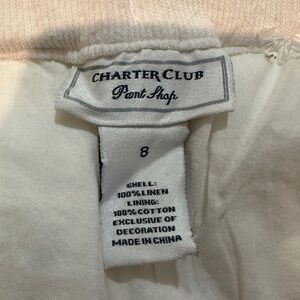 CHARTER CLUB
Pant Shop
8
SHELL:
100% LINEN
LINING:
100% COTTON
EXCLUSIVE OF
DECORATION
MADE IN CHINA